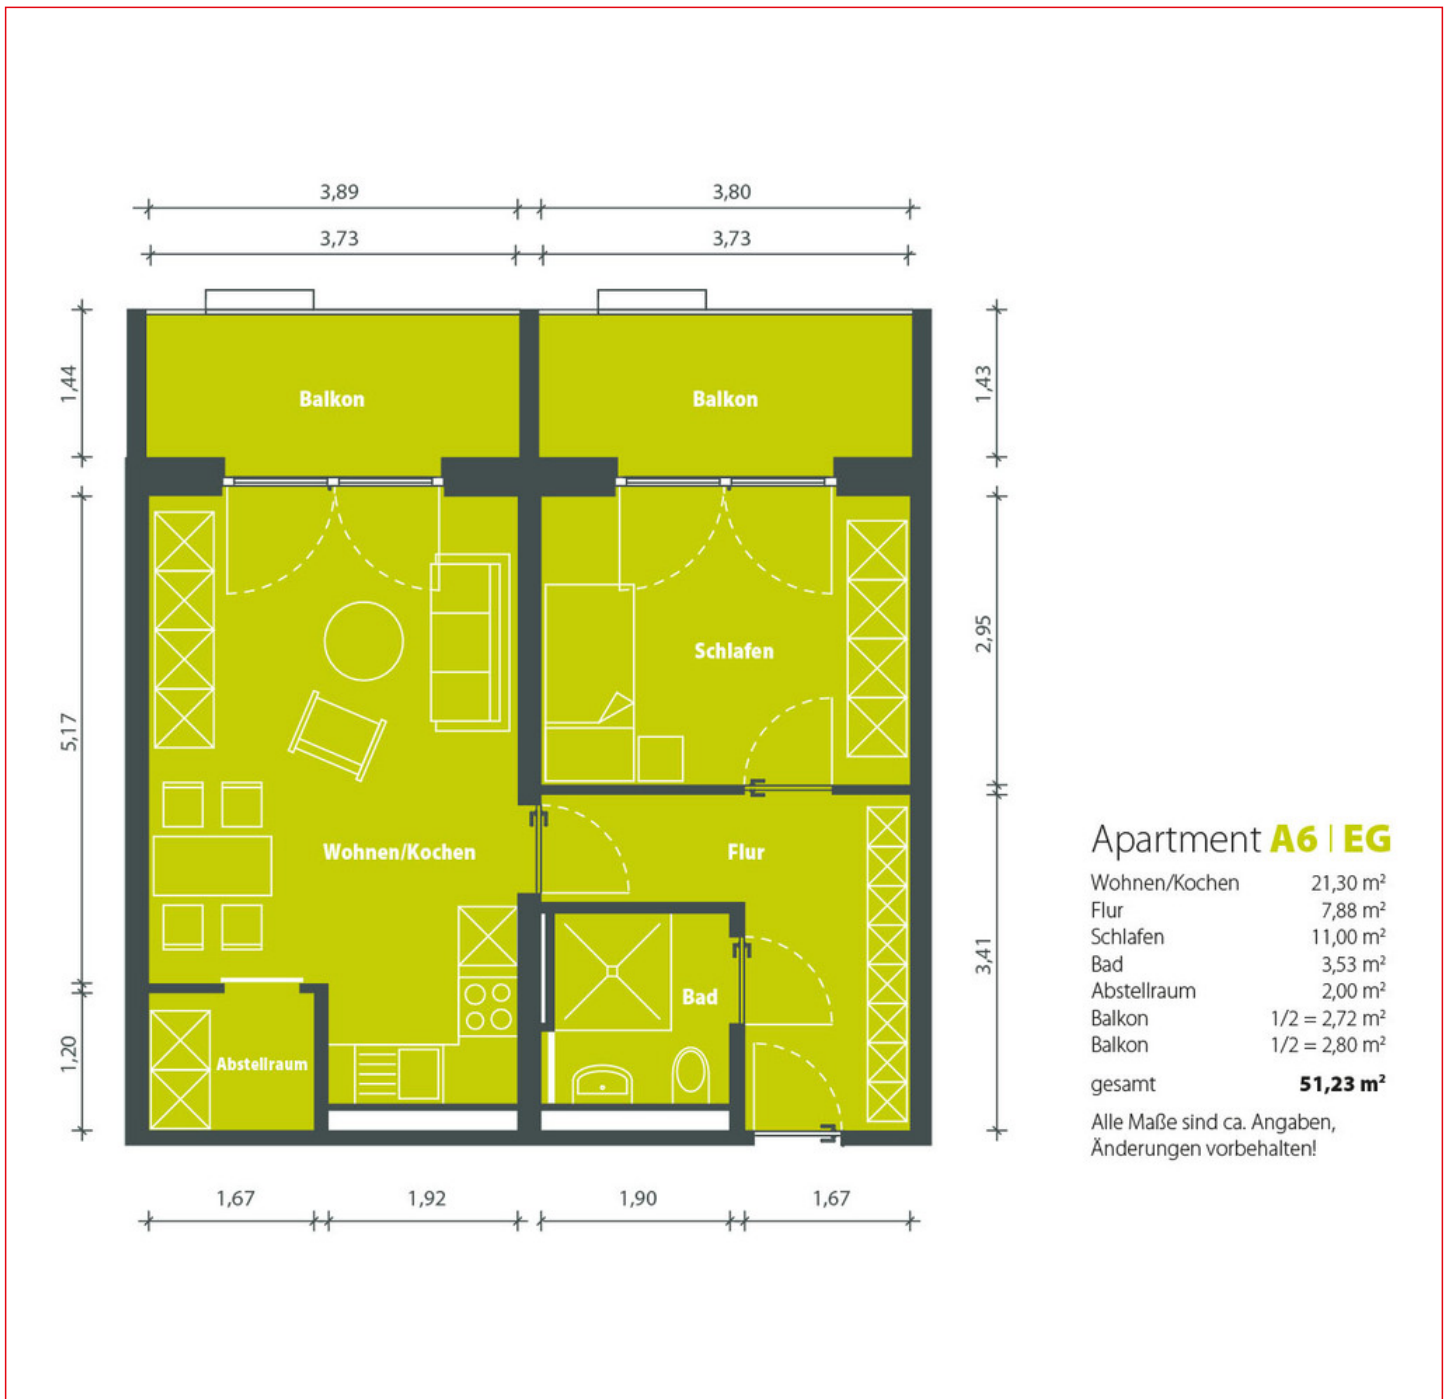 3,89
3,80
3,73
3,73
1,44
1,43
Balkon
Balkon
2,95
Schlafen
5,17
Wohnen/Kochen
Flur
3,41
Bad
1,20
Abstellraum
1,67
1,92
1,90
1,67
Apartment A6 | EG
Wohnen/Kochen 21,30 m²
Flur 7,88 m²
Schlafen 11,00 m²
Bad 3,53 m²
Abstellraum 2,00 m²
Balkon 1/2 = 2,72 m²
Balkon 1/2 = 2,80 m²
gesamt 51,23 m²
Alle Maße sind ca. Angaben,
Änderungen vorbehalten!